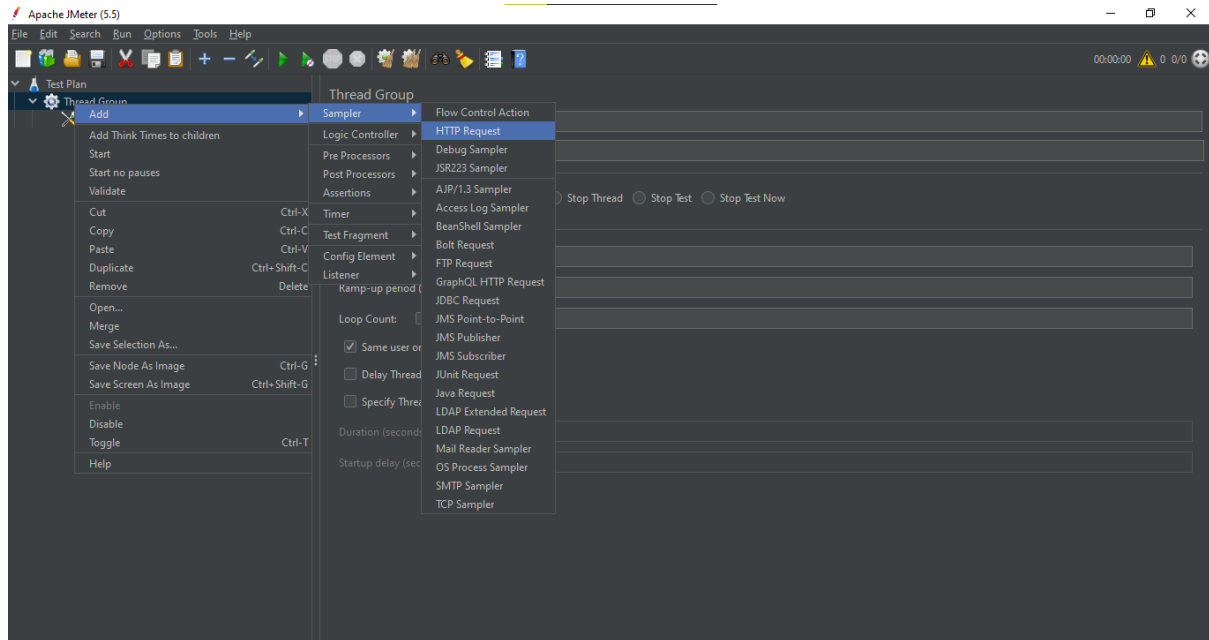 Apache JMeter (5.5)
File Edit Search Run Options Tools Help
00:00:00 0 0/0
Test Plan
Thread Group
Add
Add Think Times to children
Start
Start no pauses
Validate
Cut Ctrl-X
Copy Ctrl-C
Paste Ctrl-V
Duplicate Ctrl+Shift-C
Remove Delete
Open...
Merge
Save Selection As...
Save Node As Image Ctrl-G
Save Screen As Image Ctrl+Shift-G
Enable
Disable
Toggle Ctrl-T
Help
Sampler
Logic Controller
Pre Processors
Post Processors
Assertions
Timer
Test Fragment
Config Element
Listener
Flow Control Action
HTTP Request
Debug Sampler
JSR223 Sampler
AJP/1.3 Sampler
Access Log Sampler
BeanShell Sampler
Bolt Request
FTP Request
GraphQL HTTP Request
JDBC Request
JMS Point-to-Point
JMS Publisher
JMS Subscriber
JUnit Request
Java Request
LDAP Extended Request
LDAP Request
Mail Reader Sampler
OS Process Sampler
SMTP Sampler
TCP Sampler
Thread Group
Stop Thread Stop Test Stop Test Now
Ramp-up period (
Loop Count:
Same user
Delay Thread
Specify
Duration
Startup delay